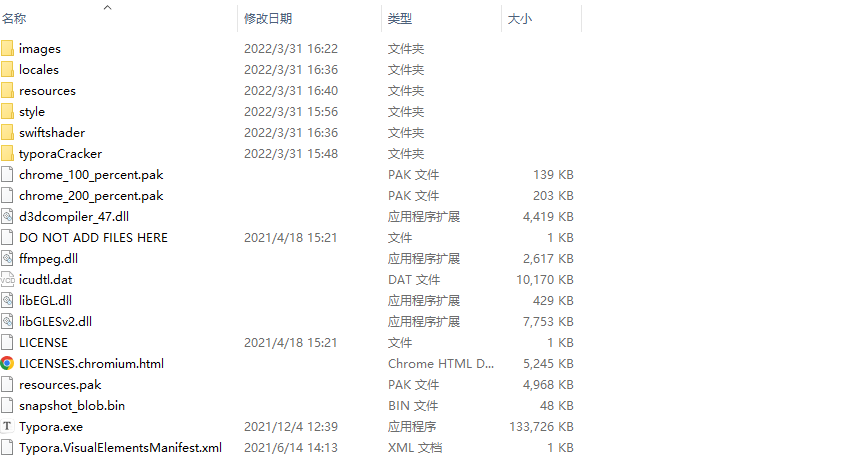 名称 修改日期 类型 大小
images 2022/3/31 16:22 文件夹
locales 2022/3/31 16:36 文件夹
resources 2022/3/31 16:40 文件夹
style 2022/3/31 15:56 文件夹
swiftshader 2022/3/31 16:36 文件夹
typoraCracker 2022/3/31 15:48 文件夹
chrome_100_percent.pak PAK 文件 139 KB
chrome_200_percent.pak PAK 文件 203 KB
d3dcompiler_47.dll 应用程序扩展 4,419 KB
DO NOT ADD FILES HERE 2021/4/18 15:21 文件 1 KB
ffmpeg.dll 应用程序扩展 2,617 KB
icudtl.dat DAT 文件 10,170 KB
libEGL.dll 应用程序扩展 429 KB
libGLESv2.dll 应用程序扩展 7,753 KB
LICENSE 2021/4/18 15:21 文件 1 KB
LICENSES.chromium.html Chrome HTML D... 5,245 KB
resources.pak PAK 文件 4,968 KB
snapshot_blob.bin BIN 文件 48 KB
T Typora.exe 2021/12/4 12:39 应用程序 133,726 KB
Typora.VisualElementsManifest.xml 2021/6/14 14:13 XML 文档 1 KB